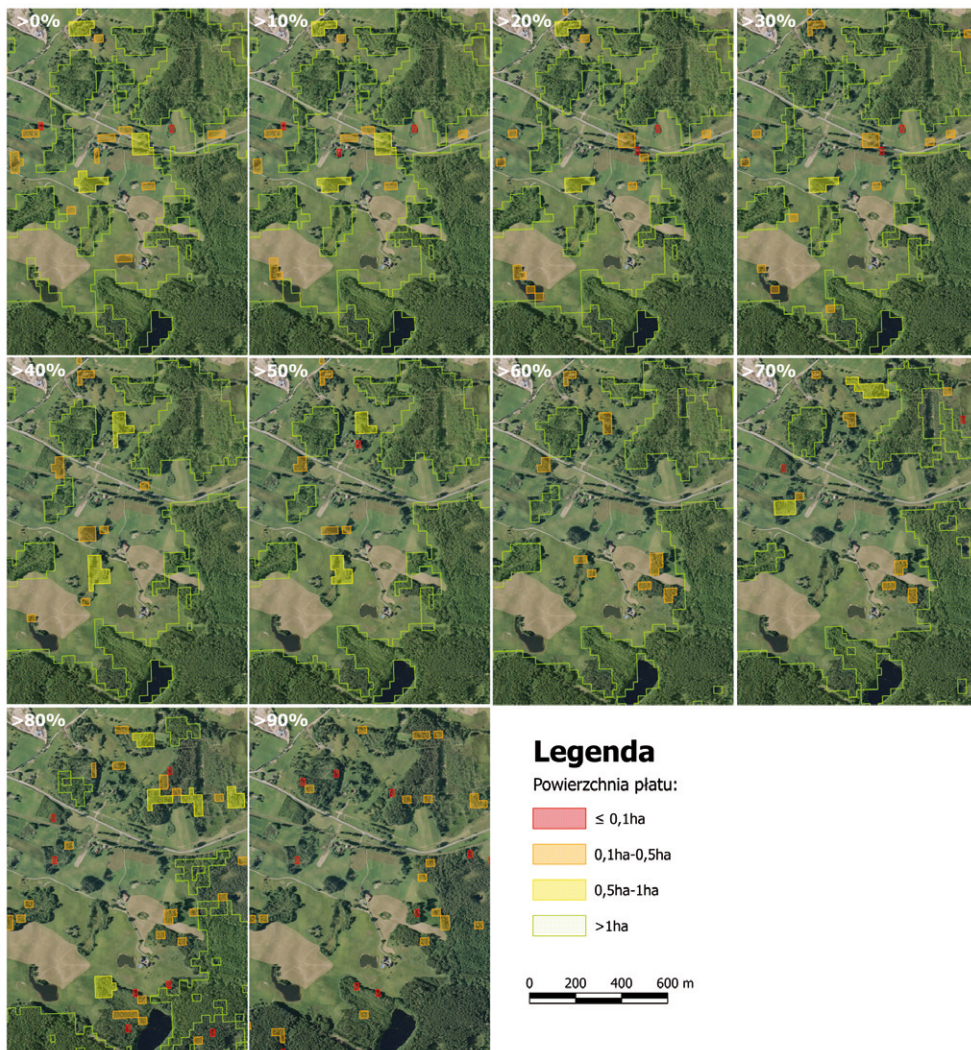 >0%
>10%
>20%
>30%
>40%
>50%
>60%
>70%
>80%
>90%
Legenda
Powierzchnia płatu:
≤ 0,1ha
0,1ha-0,5ha
0,5ha-1ha
>1ha
0 200 400 600 m